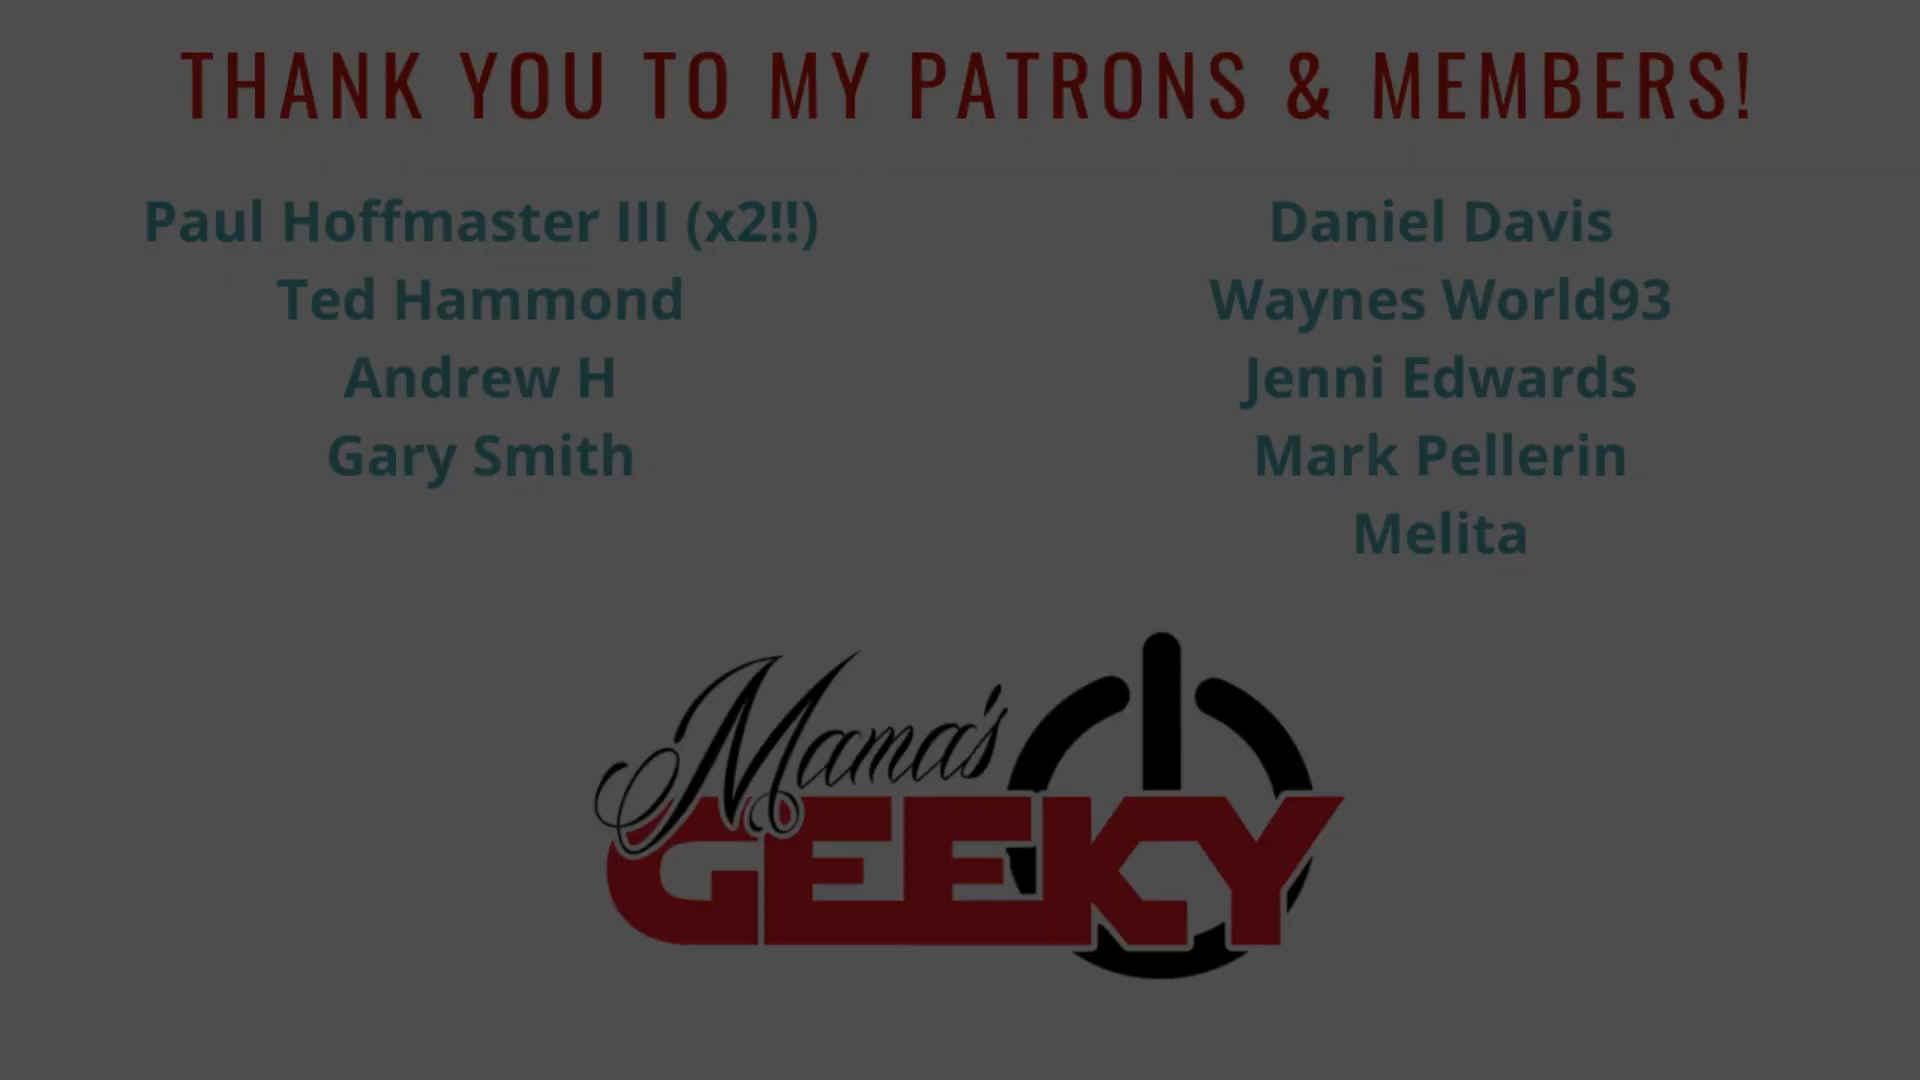 THANK YOU TO MY PATRONS & MEMBERS!
Paul Hoffmaster III (x2!!)
Ted Hammond
Andrew H
Gary Smith
Daniel Davis
Waynes World93
Jenni Edwards
Mark Pellerin
Melita
Mama's
GEEKY